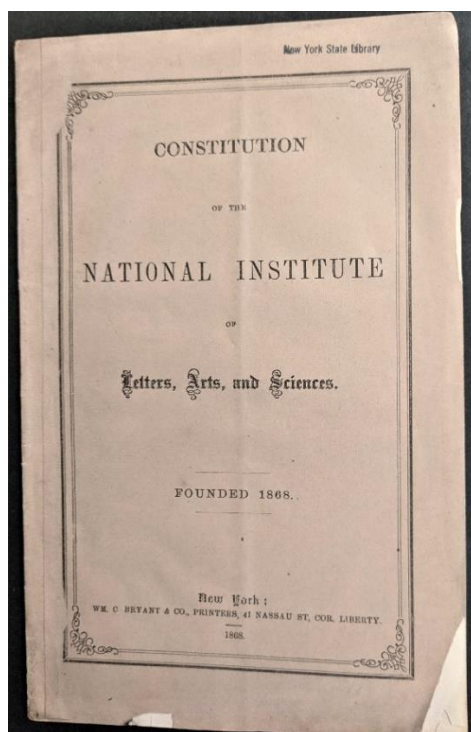 New York State Library
CONSTITUTION
OF THE
NATIONAL INSTITUTE
OF
Letters, Arts, and Sciences.
FOUNDED 1868.
New York:
WM. C. BRYANT & CO., PRINTERS, 41 NASSAU ST, COR. LIBERTY.
1868.